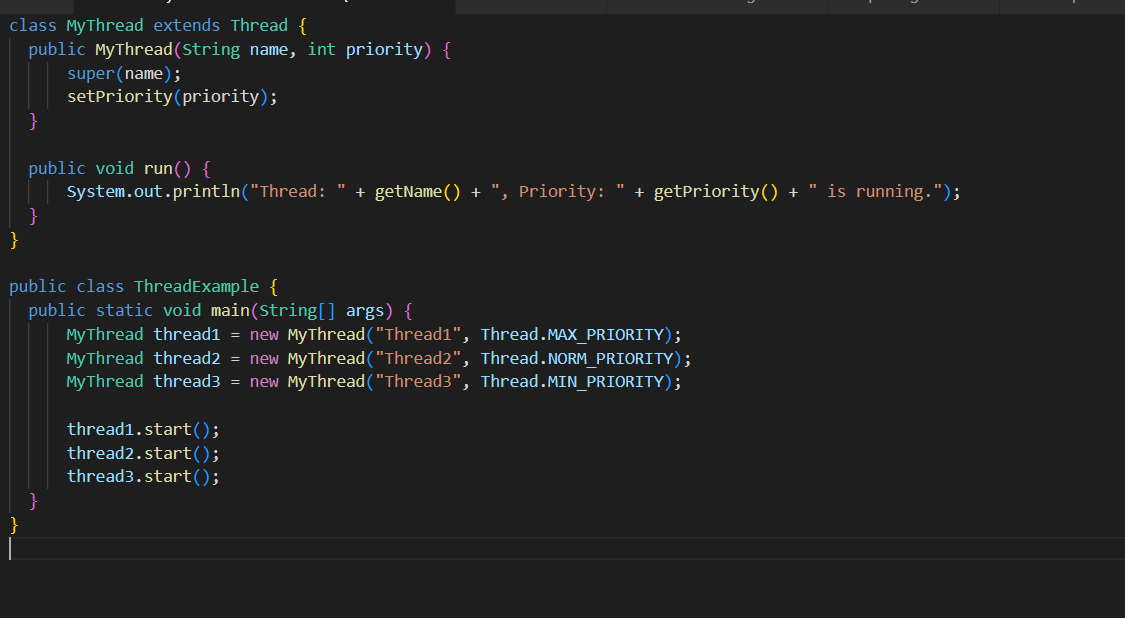 class MyThread extends Thread {
public MyThread(String name, int priority) {
super(name);
setPriority(priority);
}
public void run() {
System.out.println("Thread: " + getName() + ", Priority: " + getPriority() + " is running.");
}
}
public class ThreadExample {
public static void main(String[] args) {
MyThread thread1 = new MyThread("Thread1", Thread.MAX_PRIORITY);
MyThread thread2 = new MyThread("Thread2", Thread.NORM_PRIORITY);
MyThread thread3 = new MyThread("Thread3", Thread.MIN_PRIORITY);
thread1.start();
thread2.start();
thread3.start();
}
}